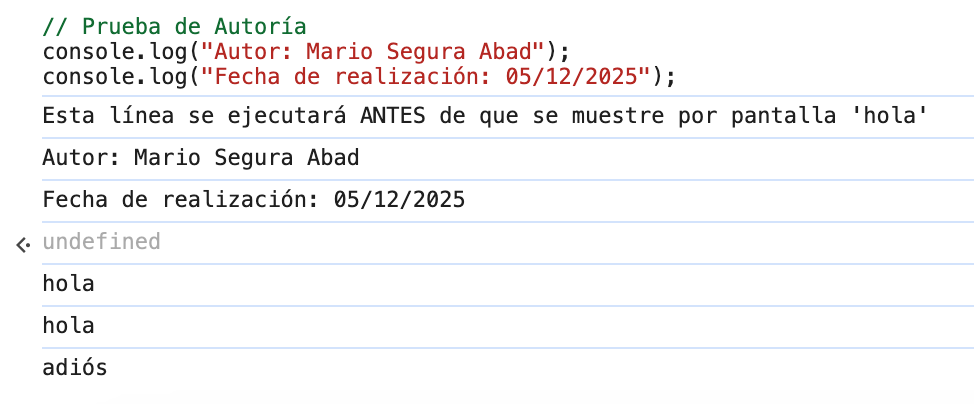 // Prueba de Autoría
console.log("Autor: Mario Segura Abad");
console.log("Fecha de realización: 05/12/2025");
Esta línea se ejecutará ANTES de que se muestre por pantalla 'hola'
Autor: Mario Segura Abad
Fecha de realización: 05/12/2025
undefined
hola
hola
adiós